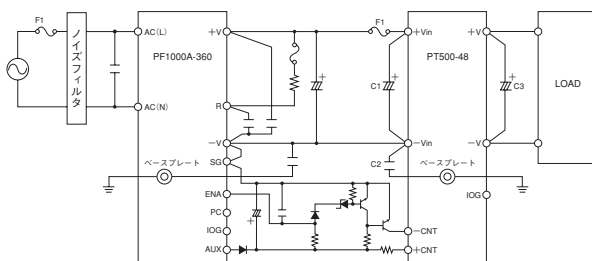 F1
ノイズフィルタ
AC(L)
AC(N)
PF1000A-360
+V
R
−V
SG
ENA
PC
IOG
AUX
ベースプレート
+
+
F1
+
C1
C2
+Vin
−Vin
PT500-48
+V
−V
IOG
−CNT
+CNT
ベースプレート
+
C3
LOAD